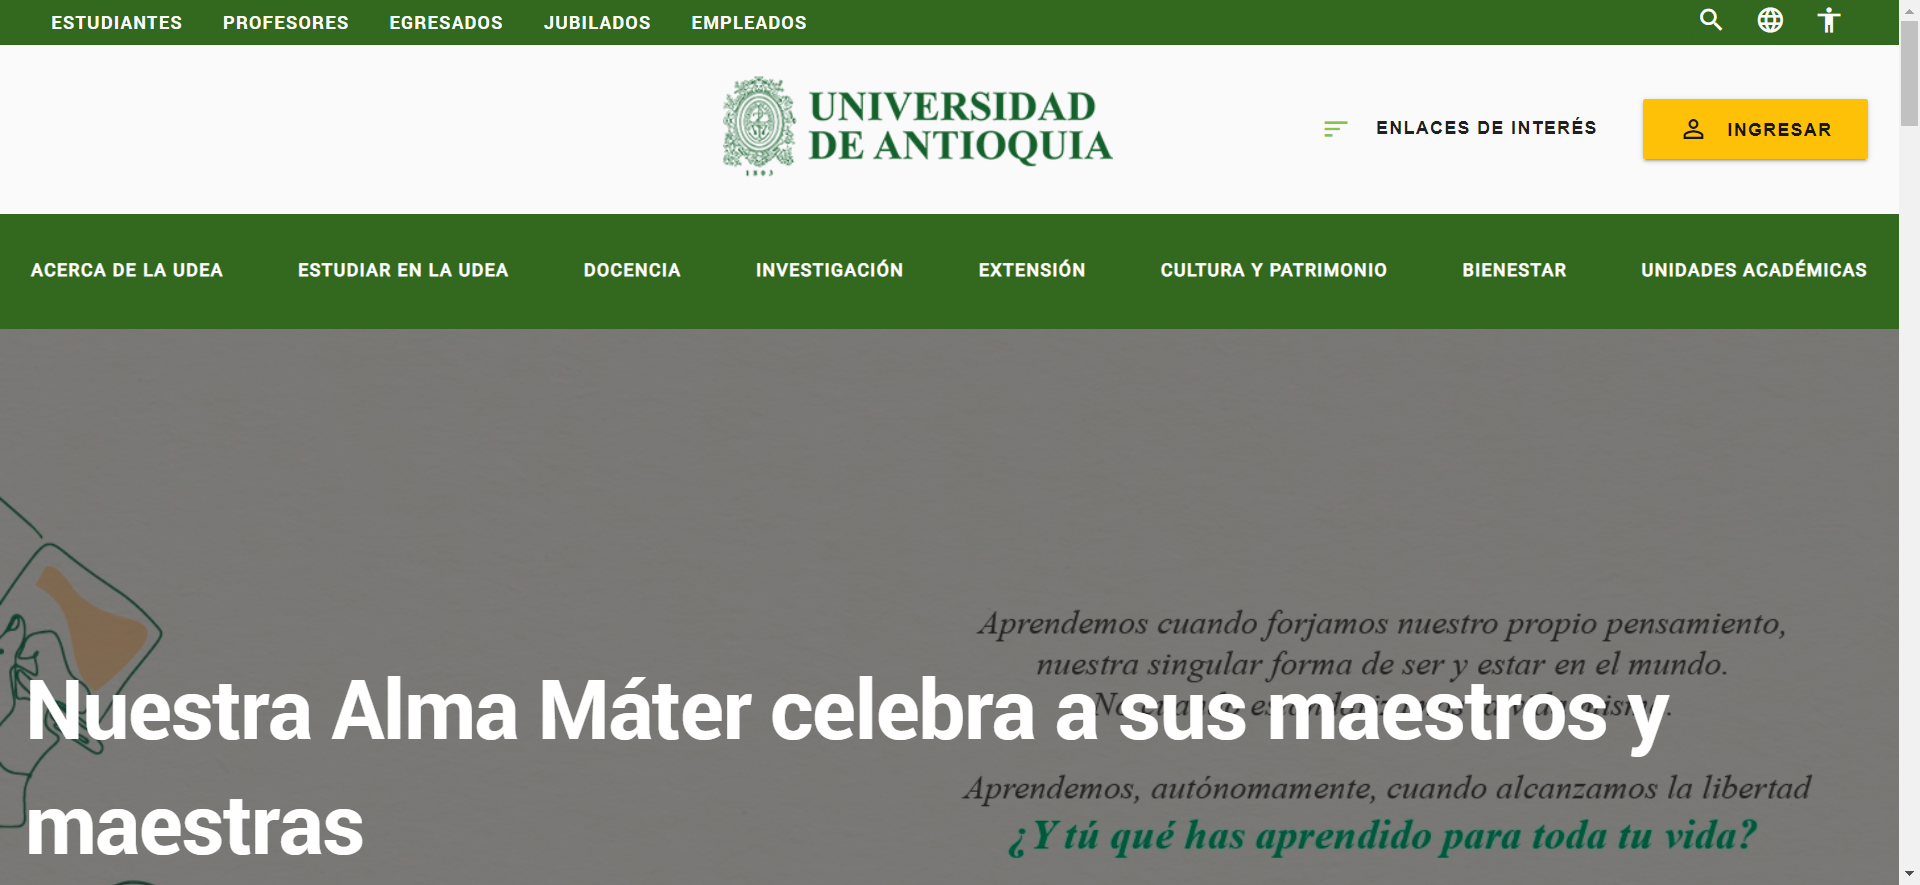 ESTUDIANTES PROFESORES EGRESADOS JUBILADOS EMPLEADOS
UNIVERSIDAD
DE ANTIOQUIA
1803
ENLACES DE INTERÉS
INGRESAR
ACERCA DE LA UDEA ESTUDIAR EN LA UDEA DOCENCIA INVESTIGACIÓN EXTENSIÓN CULTURA Y PATRIMONIO BIENESTAR UNIDADES ACADÉMICAS
Aprendemos cuando forjamos nuestro propio pensamiento,
nuestra singular forma de ser y estar en el mundo.
Nuestra Alma Máter celebra a sus maestros y
maestras
Aprendemos, autónomamente, cuando alcanzamos la libertad
¿Y tú qué has aprendido para toda tu vida?